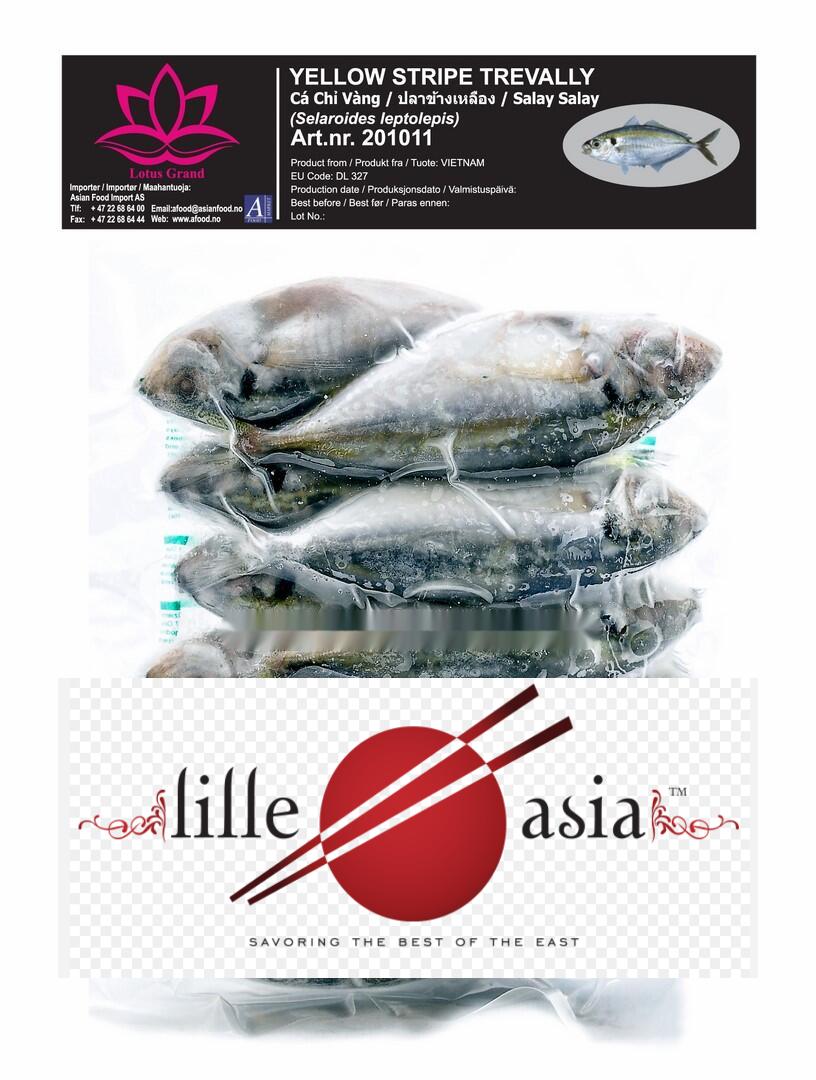 YELLOW STRIPE TREVALLY
Cá Chỉ Vàng / ปลาข้างเหลือง / Salay Salay
(Selaroides leptolepis)
Art.nr. 201011
Product from / Produkt fra / Tuote: VIETNAM
EU Code: DL 327
Production date / Produksjonsdato / Valmistuspäivä:
Best before / Best før / Paras ennen:
Lot No.:
Lotus Grand
Importer / Importør / Maahantuoja:
Asian Food Import AS
Tlf: + 47 22 68 64 00 Email:afood@asianfood.no
Fax: + 47 22 68 64 44 Web: www.afood.no
A
FOOD
MARKET
lille asia™
SAVORING THE BEST OF THE EAST